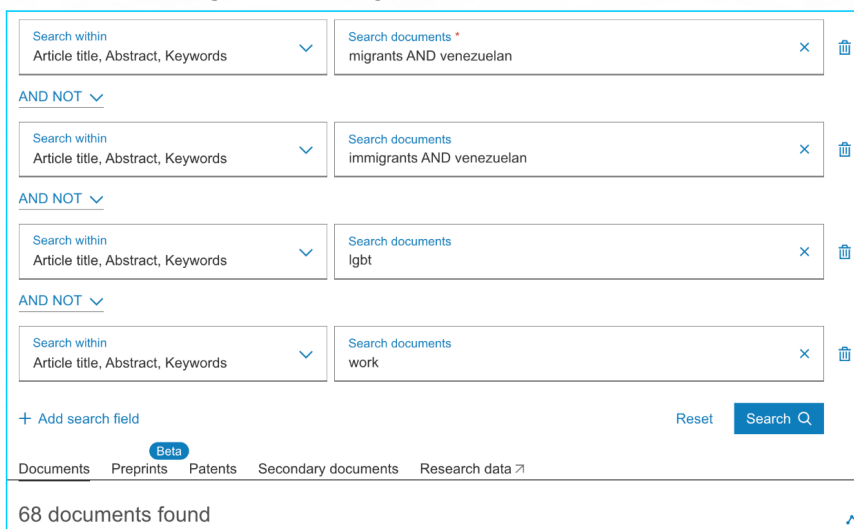 Search within
Article title, Abstract, Keywords
Search documents *
migrants AND venezuelan
AND NOT
Search within
Article title, Abstract, Keywords
Search documents
immigrants AND venezuelan
AND NOT
Search within
Article title, Abstract, Keywords
Search documents
lgbt
AND NOT
Search within
Article title, Abstract, Keywords
Search documents
work
+ Add search field
Reset
Search
Beta
Documents Preprints Patents Secondary documents Research data
68 documents found